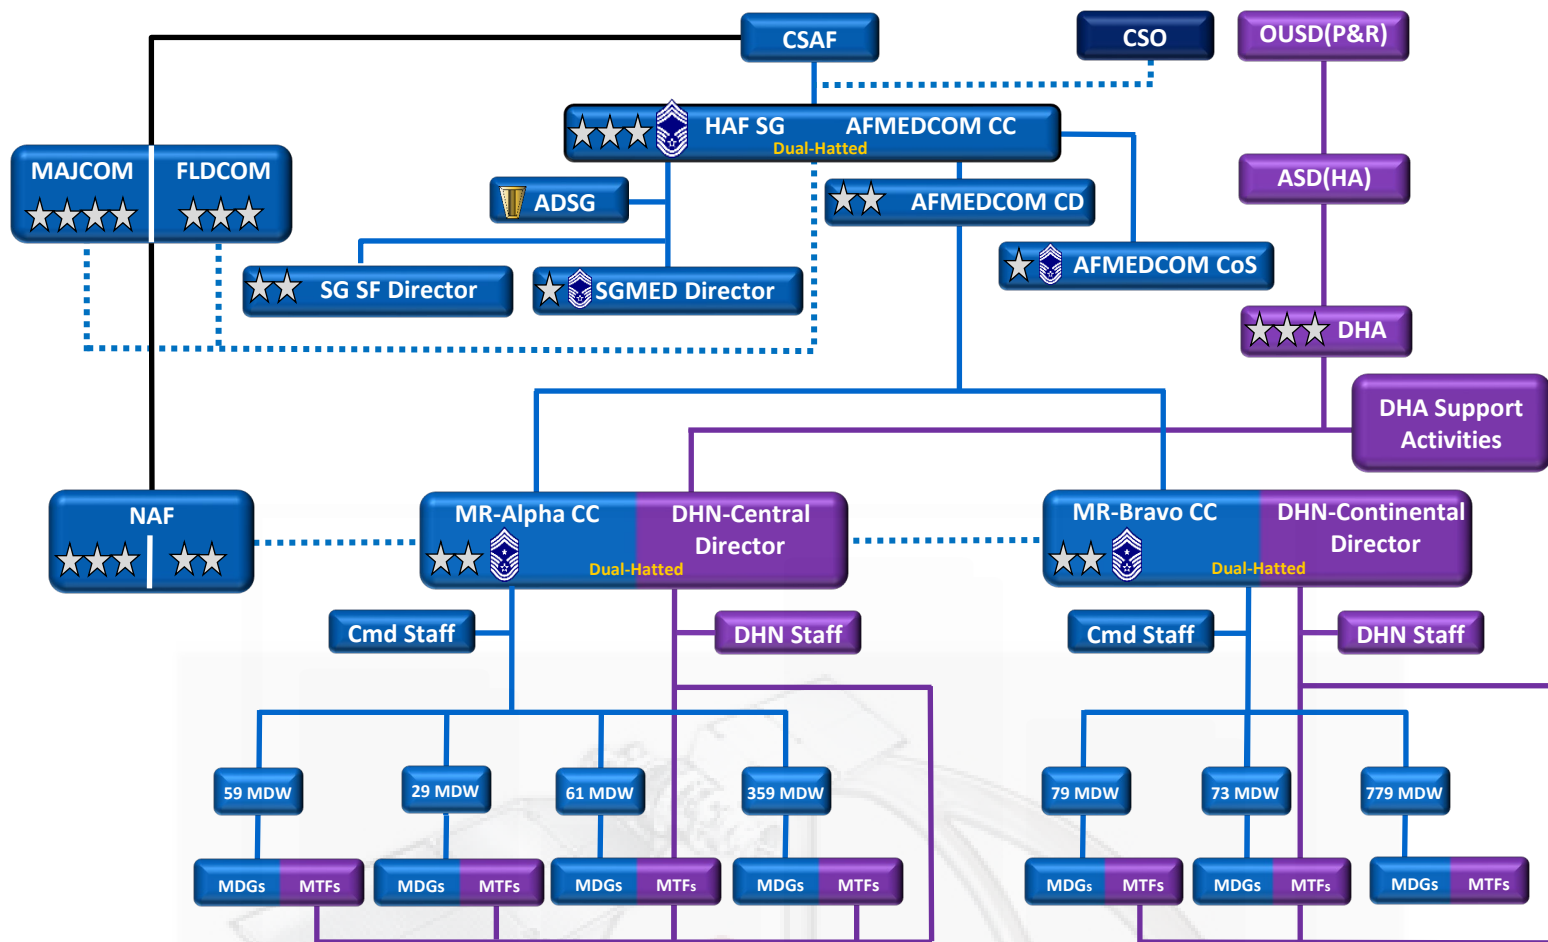 CSAF
CSO
OUSD(P&R)
HAF SG
AFMEDCOM CC
Dual-Hatted
MAJCOM
FLDCOM
ASD(HA)
ADSG
AFMEDCOM CD
AFMEDCOM CoS
SG SF Director
SGMED Director
DHA
DHA Support
Activities
NAF
MR-Alpha CC
DHN-Central
Director
Dual-Hatted
MR-Bravo CC
DHN-Continental
Director
Dual-Hatted
Cmd Staff
DHN Staff
Cmd Staff
DHN Staff
59 MDW
29 MDW
61 MDW
359 MDW
79 MDW
73 MDW
779 MDW
MDGs
MTFs
MDGs
MTFs
MDGs
MTFs
MDGs
MTFs
MDGs
MTFs
MDGs
MTFs
MDGs
MTFs